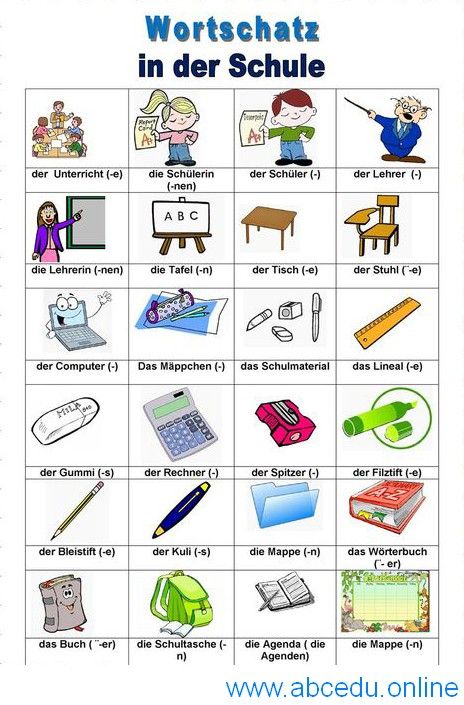 Wortschatz
in der Schule
Report Card A+
Report A+
der Unterricht (-e)
die Schülerin
(-nen)
der Schüler (-)
der Lehrer (-)
A B C
die Lehrerin (-nen)
die Tafel (-n)
der Tisch (-e)
der Stuhl (¨-e)
der Computer (-)
Das Mäppchen (-)
das Schulmaterial
das Lineal (-e)
MILA
der Gummi (-s)
der Rechner (-)
der Spitzer (-)
der Filztift (-e)
A-Z
der Bleistift (-e)
der Kuli (-s)
die Mappe (-n)
das Wörterbuch
(¨- er)
das Buch ( ¨-er)
die Schultasche (-
n)
die Agenda ( die
Agenden)
die Mappe (-n)
www.abcedu.online